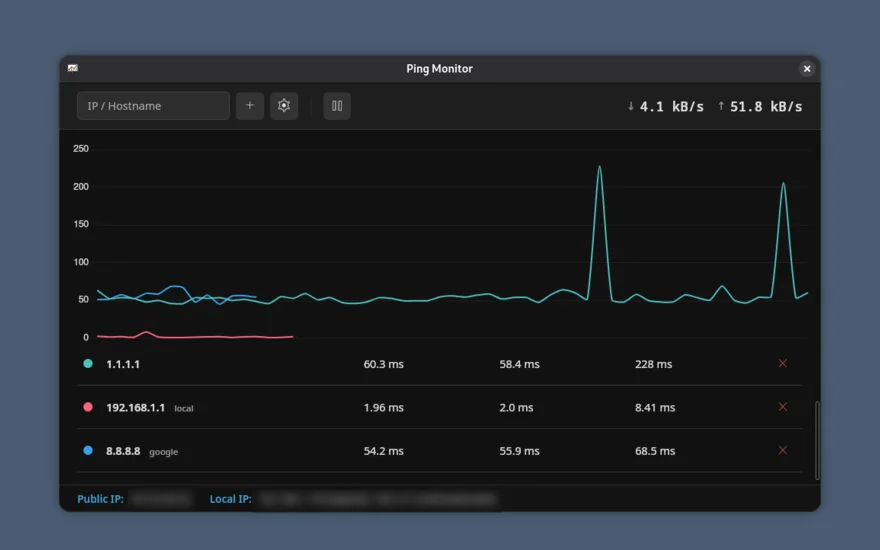 Ping Monitor
IP / Hostname
↓ 4.1 kB/s ↑ 51.8 kB/s
250
200
150
100
50
0
1.1.1.1 60.3 ms 58.4 ms 228 ms
192.168.1.1 local 1.96 ms 2.0 ms 8.41 ms
8.8.8.8 google 54.2 ms 55.9 ms 68.5 ms
Public IP: Local IP: